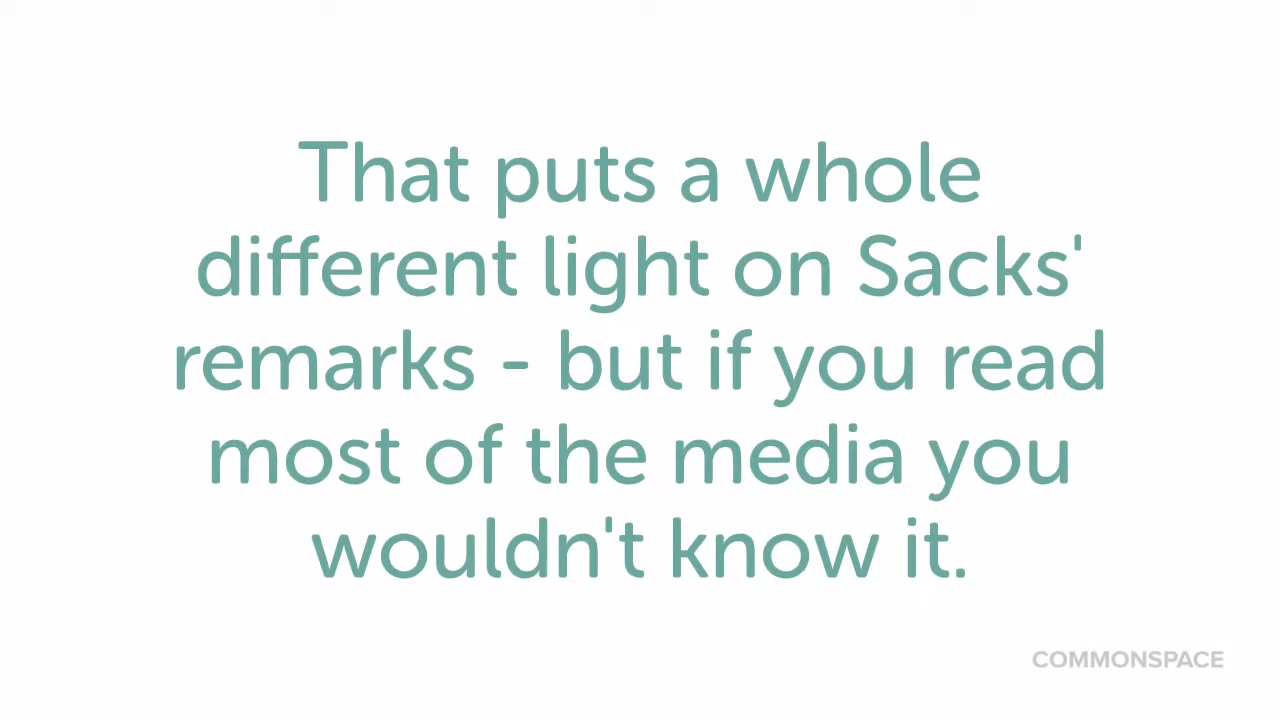 That puts a whole
different light on Sacks'
remarks - but if you read
most of the media you
wouldn't know it.
COMMONSPACE